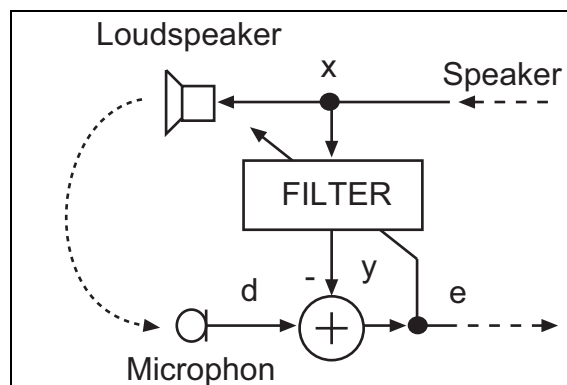 Loudspeaker
x
Speaker
FILTER
- y
d
e
+
Microphon